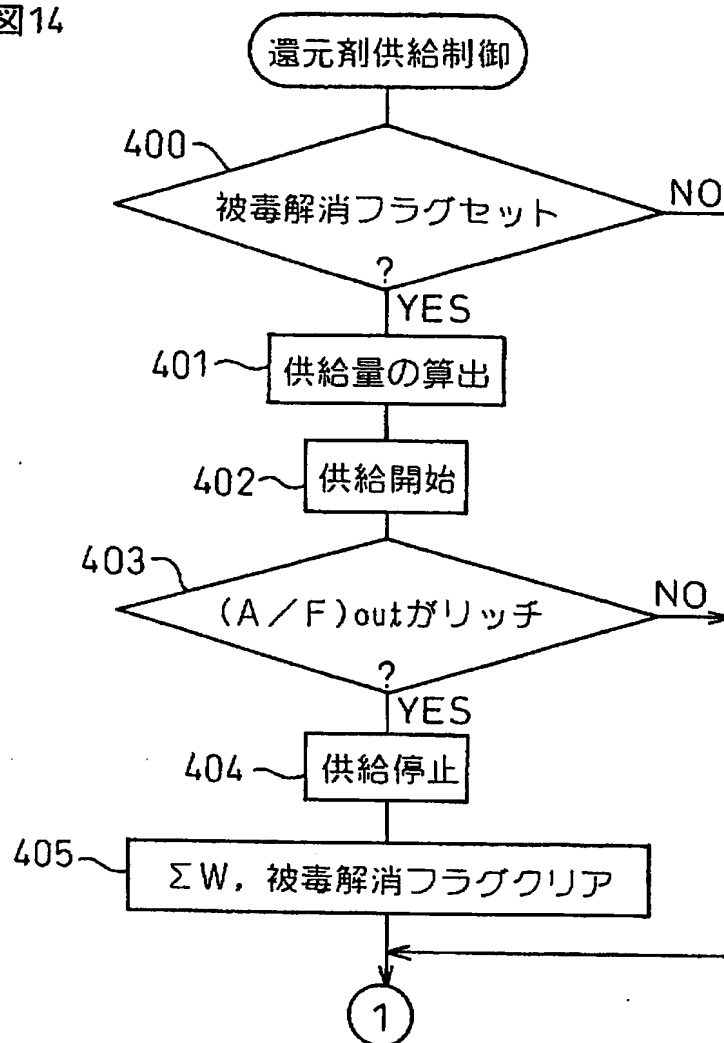 図14
還元剤供給制御
400
被毒解消フラグセット
?
NO
YES
401
供給量の算出
402
供給開始
403
(A/F)outがリッチ
?
NO
YES
404
供給停止
405
ΣW, 被毒解消フラグクリア
1